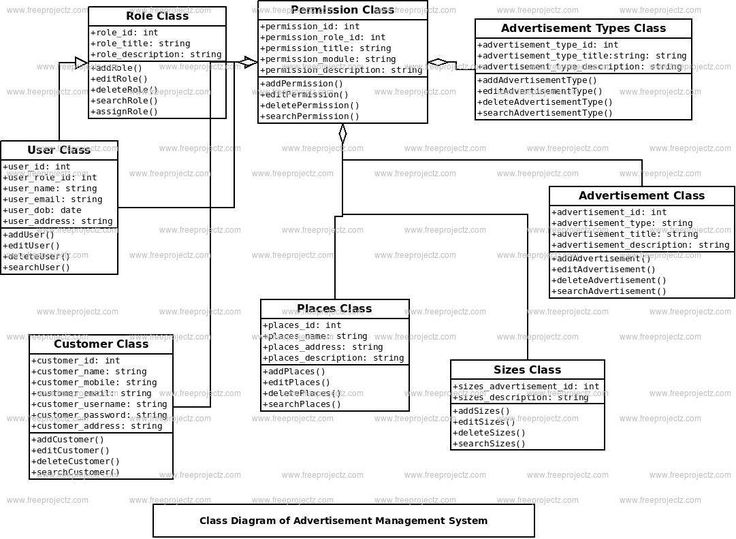 Role Class
+role_id: int
+role_title: string
+role_description: string
+addRole()
+editRole()
+deleteRole()
+searchRole()
+assignRole()
Permission Class
+permission_id: int
+permission_role_id: int
+permission_title: string
+permission_module: string
+permission_description: string
+addPermission()
+editPermission()
+deletePermission()
+searchPermission()
Advertisement Types Class
+advertisement_type_id: int
+advertisement_type_title:string: string
+advertisement_type_description: string
+addAdvertisementType()
+editAdvertisementType()
+deleteAdvertisementType()
+searchAdvertisementType()
User Class
+user_id: int
+user_role_id: int
+user_name: string
+user_email: string
+user_dob: date
+user_address: string
+addUser()
+editUser()
+deleteUser()
+searchUser()
Advertisement Class
+advertisement_id: int
+advertisement_type: string
+advertisement_title: string
+advertisement_description: string
+addAdvertisement()
+editAdvertisement()
+deleteAdvertisement()
+searchAdvertisement()
Places Class
+places_id: int
+places_name: string
+places_address: string
+places_description: string
+addPlaces()
+editPlaces()
+deletePlaces()
+searchPlaces()
Customer Class
+customer_id: int
+customer_name: string
+customer_mobile: string
+customer_email: string
+customer_username: string
+customer_password: string
+customer_address: string
+addCustomer()
+editCustomer()
+deleteCustomer()
+searchCustomer()
Sizes Class
+sizes_advertisement_id: int
+sizes_description: string
+addSizes()
+editSizes()
+deleteSizes()
+searchSizes()
Class Diagram of Advertisement Management System
www.freeprojectz.com